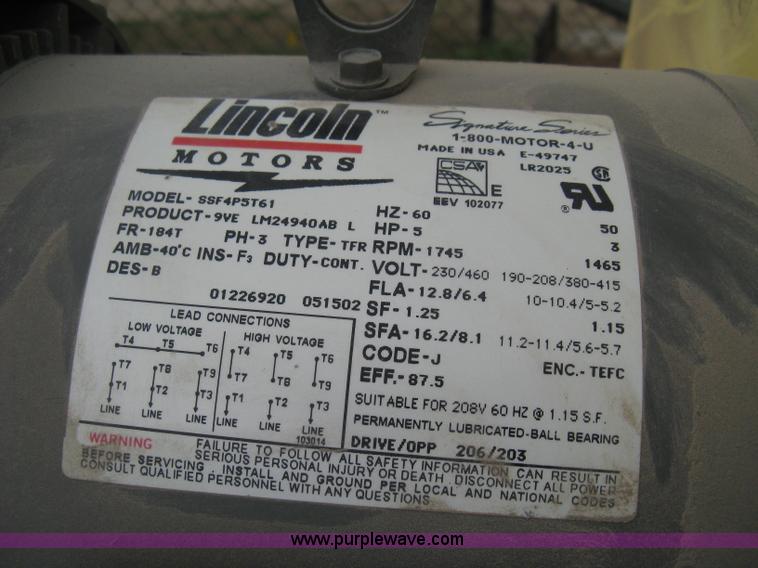 Lincoln™
MOTORS
Signature Series
1-800-MOTOR-4-U
MADE IN USA E-49747
LR2025
CSA
E
EEV 102077
MODEL- SSF4P5T61
PRODUCT-9VE LM24940AB L
FR-184T PH-3 TYPE-TFR
AMB-40°C INS-F3 DUTY-CONT.
DES-B
01226920 051502
HZ-60 50
HP-5 3
RPM-1745 1465
VOLT-230/460 190-208/380-415
FLA-12.8/6.4 10-10.4/5-5.2
SF-1.25 1.15
SFA-16.2/8.1 11.2-11.4/5.6-5.7
CODE-J ENC.- TEFC
EFF.-87.5
SUITABLE FOR 208V 60 HZ @ 1.15 S.F.
PERMANENTLY LUBRICATED-BALL BEARING
DRIVE/OPP 206/203
LEAD CONNECTIONS
LOW VOLTAGE HIGH VOLTAGE
T4 T5 T6 T4 T5 T6
T7 T8 T9 T7 T8 T9
T1 T2 T3 T1 T2 T3
LINE LINE LINE LINE LINE LINE
103014
WARNING
FAILURE TO FOLLOW ALL SAFETY INFORMATION CAN RESULT IN
SERIOUS PERSONAL INJURY OR DEATH. DISCONNECT ALL POWER
BEFORE SERVICING. INSTALL AND GROUND PER LOCAL AND NATIONAL CODES
CONSULT QUALIFIED PERSONNEL WITH ANY QUESTIONS
www.purplewave.com